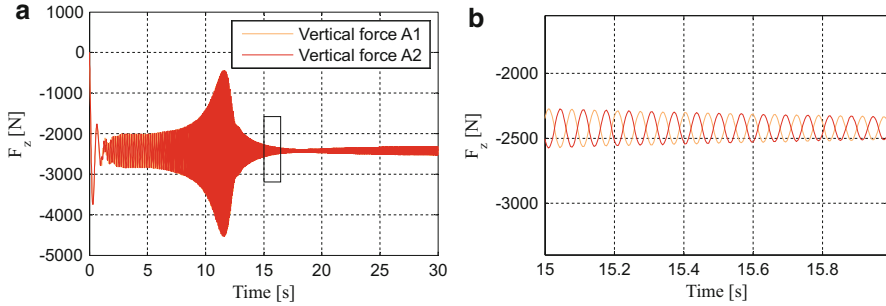 a
1000
0
-1000
-2000
-3000
-4000
-5000
F_z [N]
0 5 10 15 20 25 30
Time [s]
Vertical force A1
Vertical force A2
b
-2000
-2500
-3000
F_z [N]
15 15.2 15.4 15.6 15.8
Time [s]